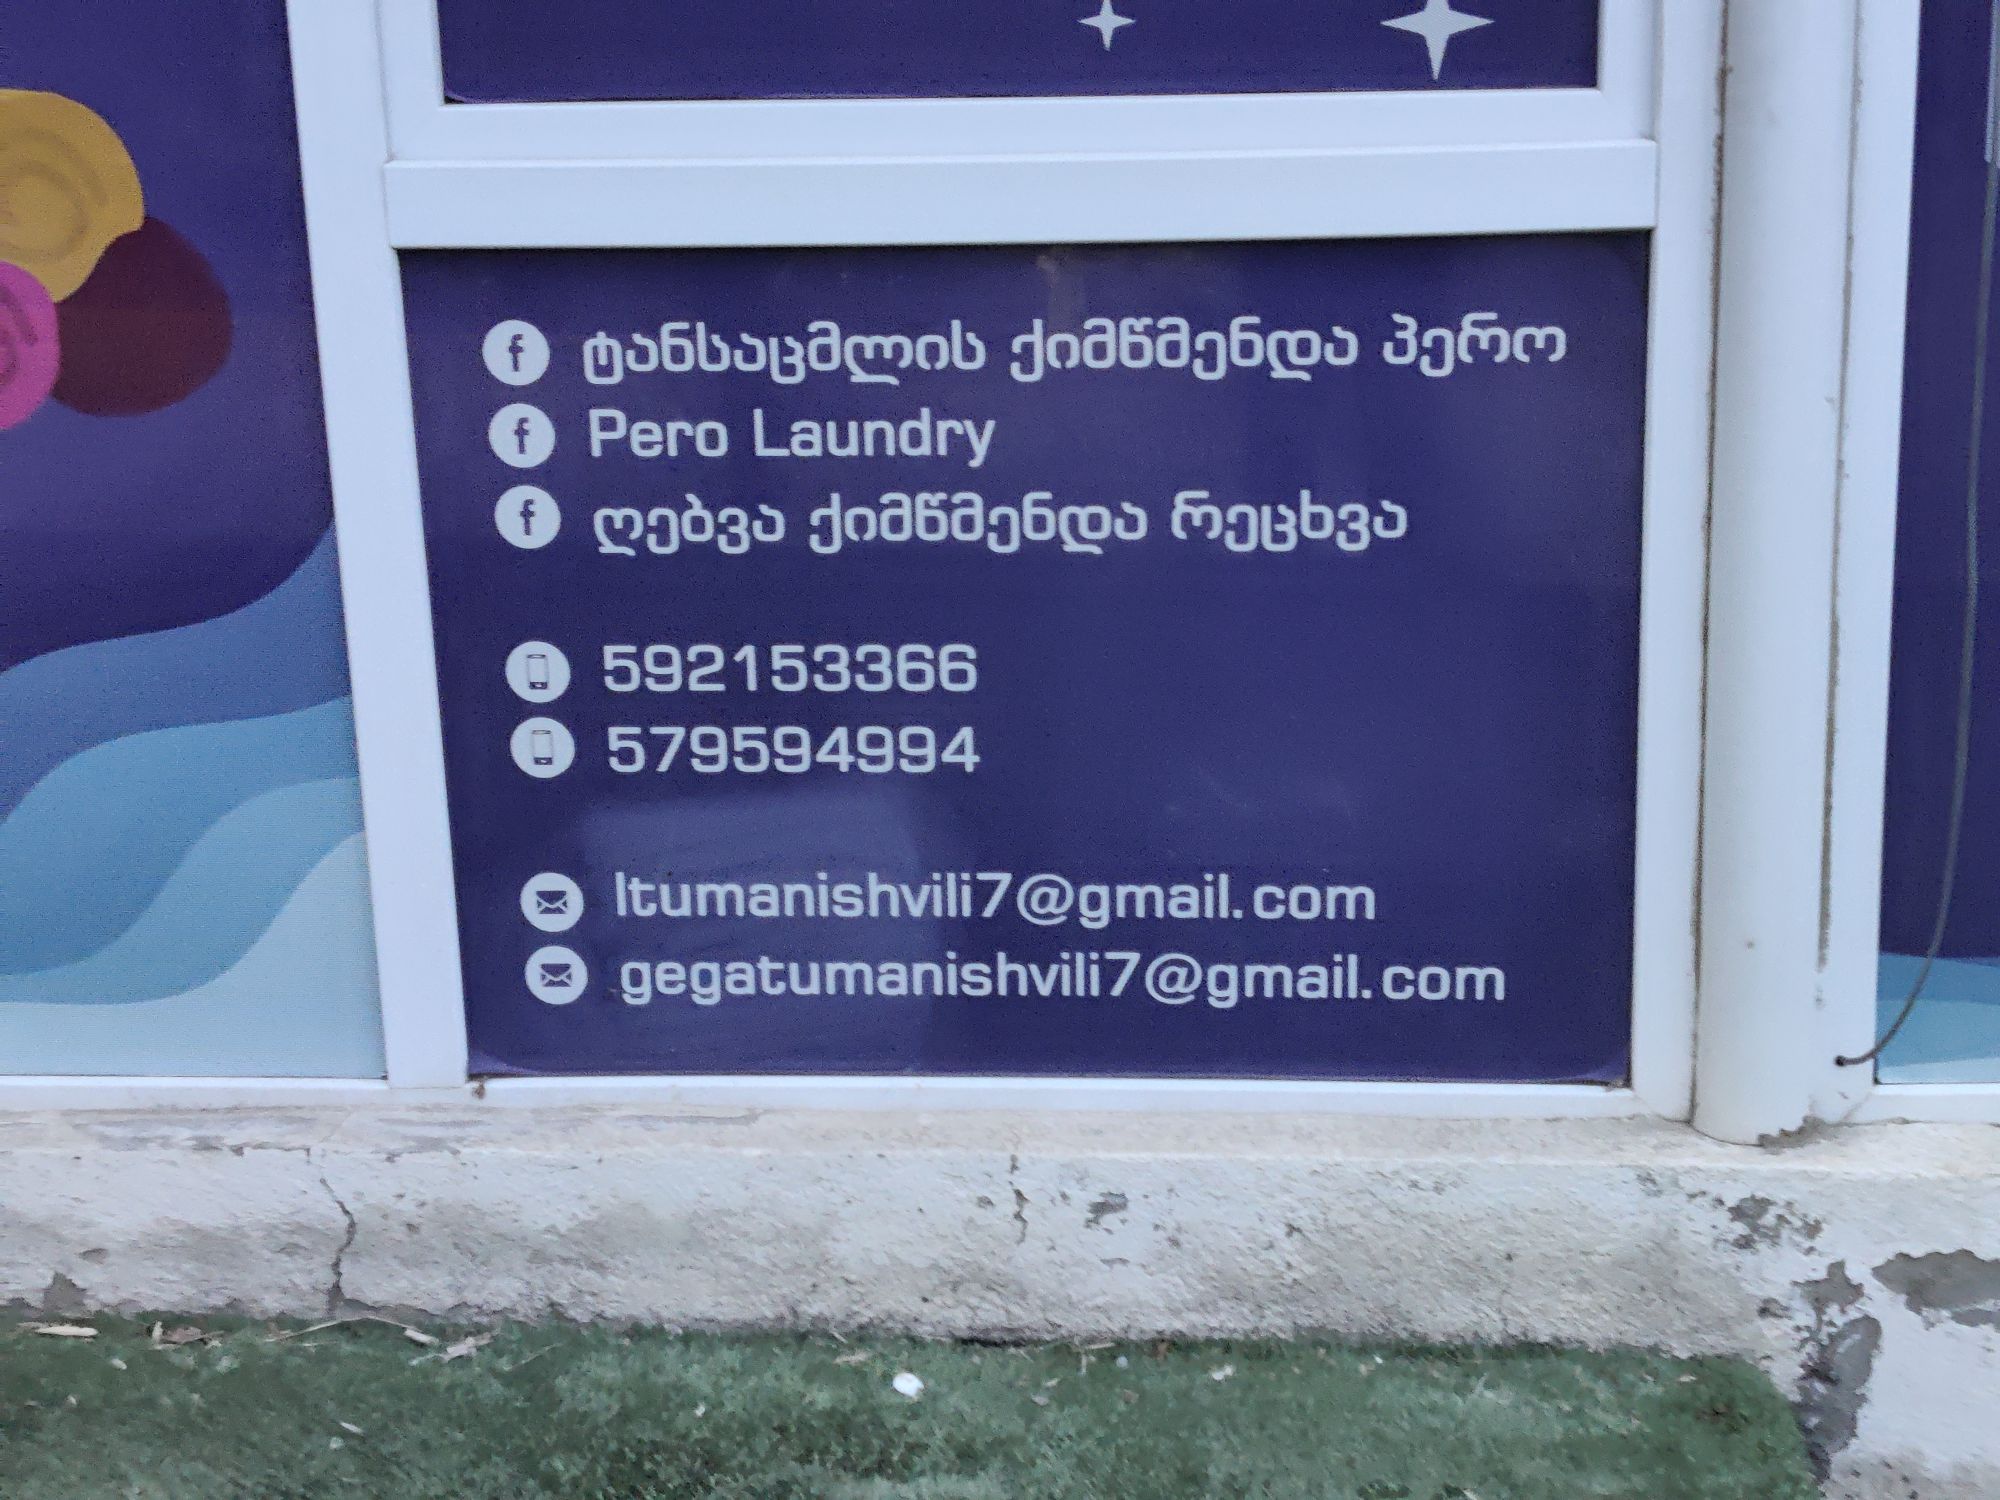 ტანსაცმლის ქიმწმენდა პერო
Pero Laundry
ღებვა ქიმწმენდა რეცხვა
592153366
579594994
ltumanishvili7@gmail.com
gegatumanishvili7@gmail.com